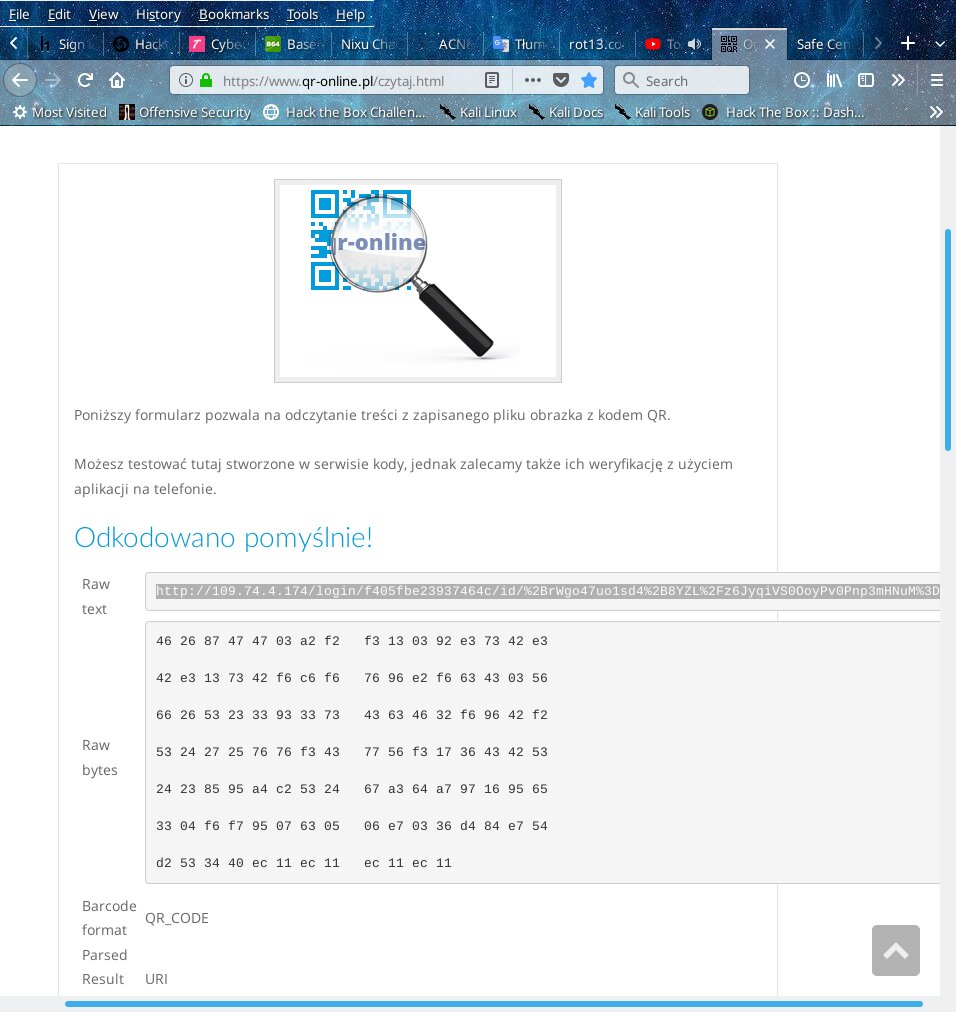 File Edit View History Bookmarks Tools Help
Sign Hack Cybe Base Nixu Cha ACN Tłum rot13.co To Safe Cen
https://www.qr-online.pl/czytaj.html Search
Most Visited Offensive Security Hack the Box Challen... Kali Linux Kali Docs Kali Tools Hack The Box :: Dash...
qr-online
Poniższy formularz pozwala na odczytanie treści z zapisanego pliku obrazka z kodem QR.
Możesz testować tutaj stworzone w serwisie kody, jednak zalecamy także ich weryfikację z użyciem
aplikacji na telefonie.
Odkodowano pomyślnie!
Raw
text
http://109.74.4.174/login/f405fbe23937464c/id/%2BrWgo47uo1sd4%2B8YZL%2Fz6JyqiVS0OoyPv0Pnp3mHNuM%3D
Raw
bytes
46 26 87 47 47 03 a2 f2 f3 13 03 92 e3 73 42 e3
42 e3 13 73 42 f6 c6 f6 76 96 e2 f6 63 43 03 56
66 26 53 23 33 93 33 73 43 63 46 32 f6 96 42 f2
53 24 27 25 76 76 f3 43 77 56 f3 17 36 43 42 53
24 23 85 95 a4 c2 53 24 67 a3 64 a7 97 16 95 65
33 04 f6 f7 95 07 63 05 06 e7 03 36 d4 84 e7 54
d2 53 34 40 ec 11 ec 11 ec 11 ec 11
Barcode
format
QR_CODE
Parsed
Result
URI